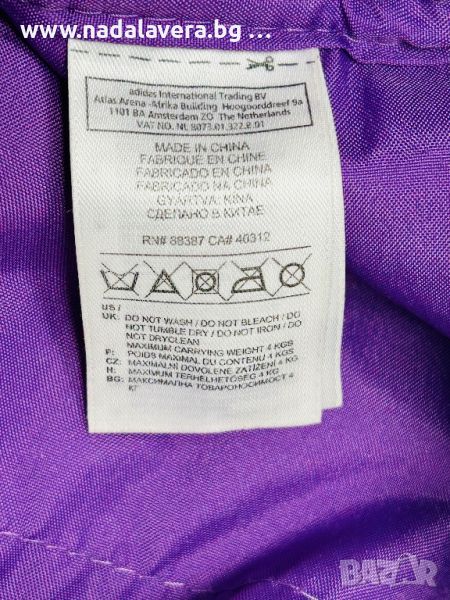 www.nadalavera.bg ...
adidas International Trading BV
Atlas Arena -Afrika Building Hoogoorddreef 9a
1101 BA Amsterdam ZO The Netherlands
VAT NO. NL 8073.01.322.B.01
MADE IN CHINA
FABRIQUE EN CHINE
FABRICADO EN CHINA
FABRICADO NA CHINA
GYÁRTVA: KÍNA
СДЕЛАНО В КИТАЕ
RN# 88387 CA# 40312
US /
UK: DO NOT WASH / DO NOT BLEACH / DO
NOT TUMBLE DRY / DO NOT IRON / DO
NOT DRYCLEAN
MAXIMUM CARRYING WEIGHT 4 KGS
F: POIDS MAXIMAL DU CONTENU 4 KGS
CZ: MAXIMÁLNÍ DOVOLENÉ ZATÍŽENÍ 4 KG
H: MAXIMUM TERHELHETŐSÉG 4 KG
BG: МАКСИМАЛНА ТОВАРОНОСИМОСТ 4
КГ
BAZAR